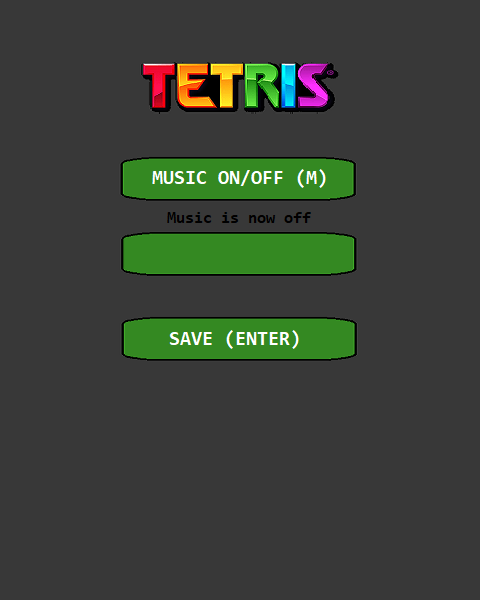 TETRIS
MUSIC ON/OFF (M)
Music is now off
SAVE (ENTER)